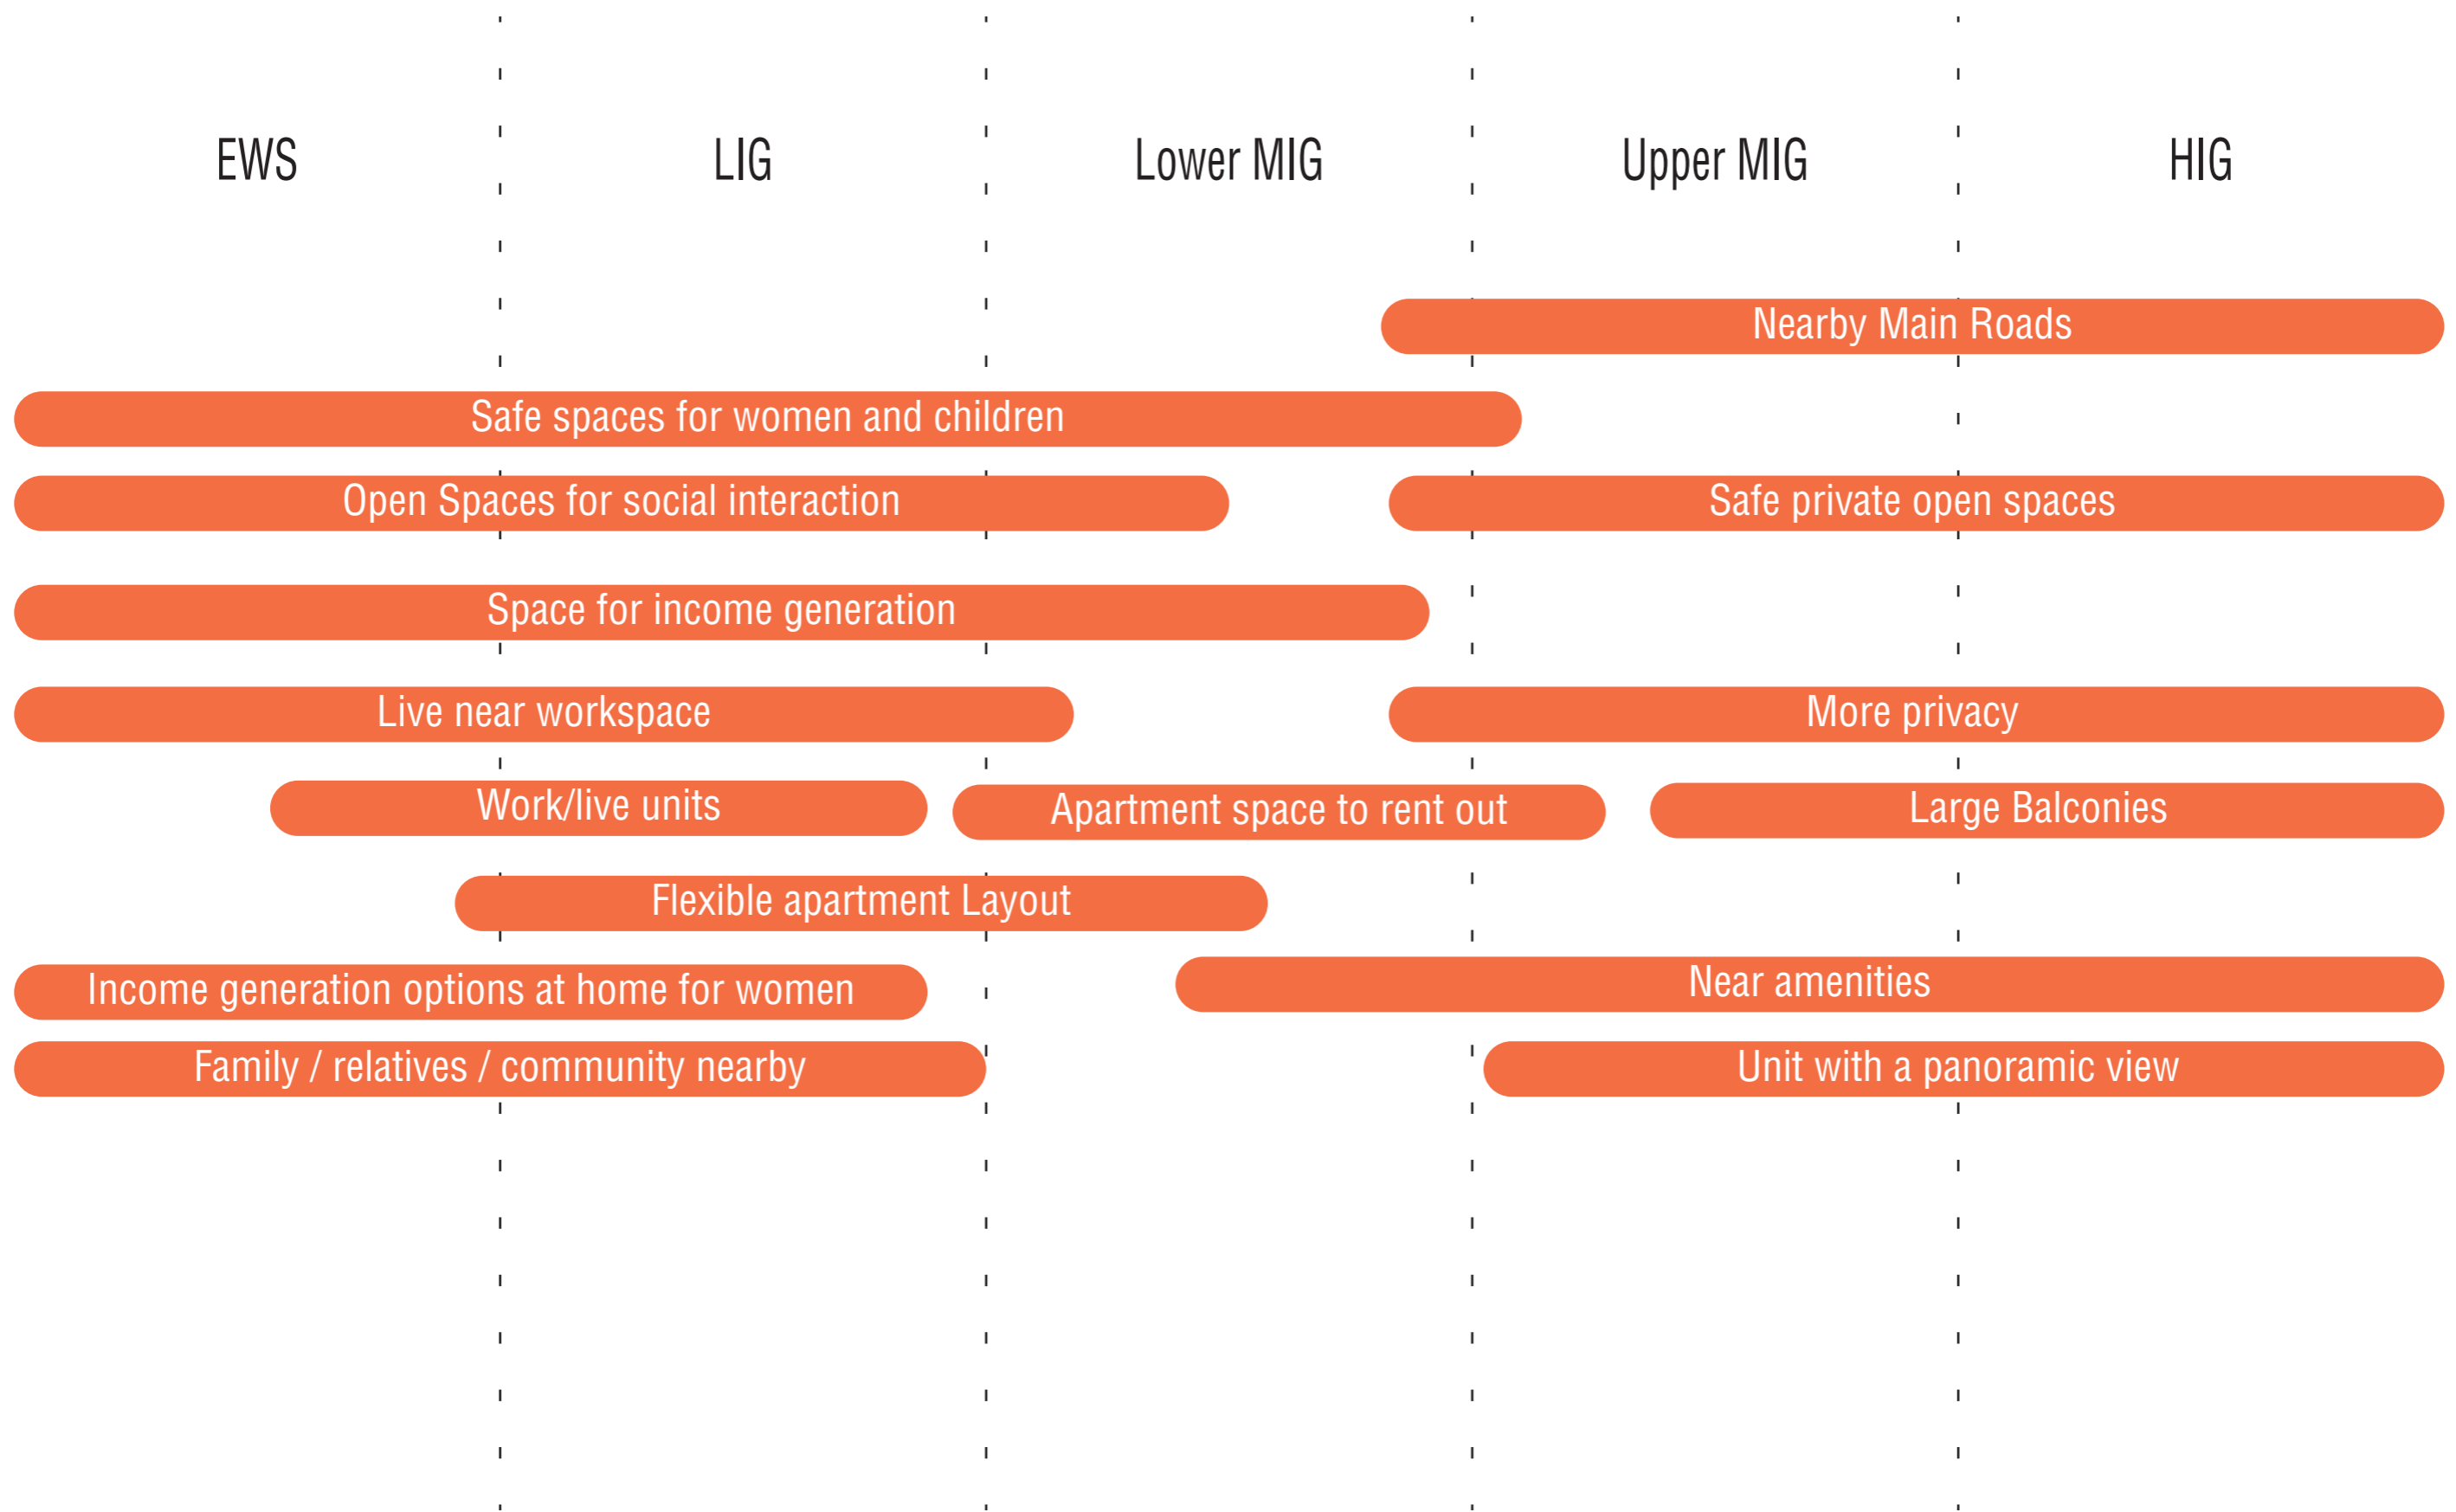 EWS
LIG
Lower MIG
Upper MIG
HIG
Nearby Main Roads
Safe spaces for women and children
Open Spaces for social interaction
Safe private open spaces
Space for income generation
Live near workspace
More privacy
Work/live units
Apartment space to rent out
Large Balconies
Flexible apartment Layout
Income generation options at home for women
Near amenities
Family / relatives / community nearby
Unit with a panoramic view